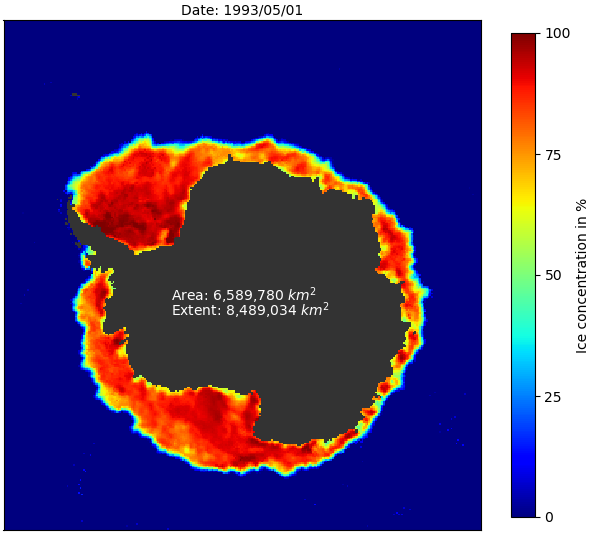 Date: 1993/05/01
100
75
50
25
0
Ice concentration in %
Area: 6,589,780 km²
Extent: 8,489,034 km²